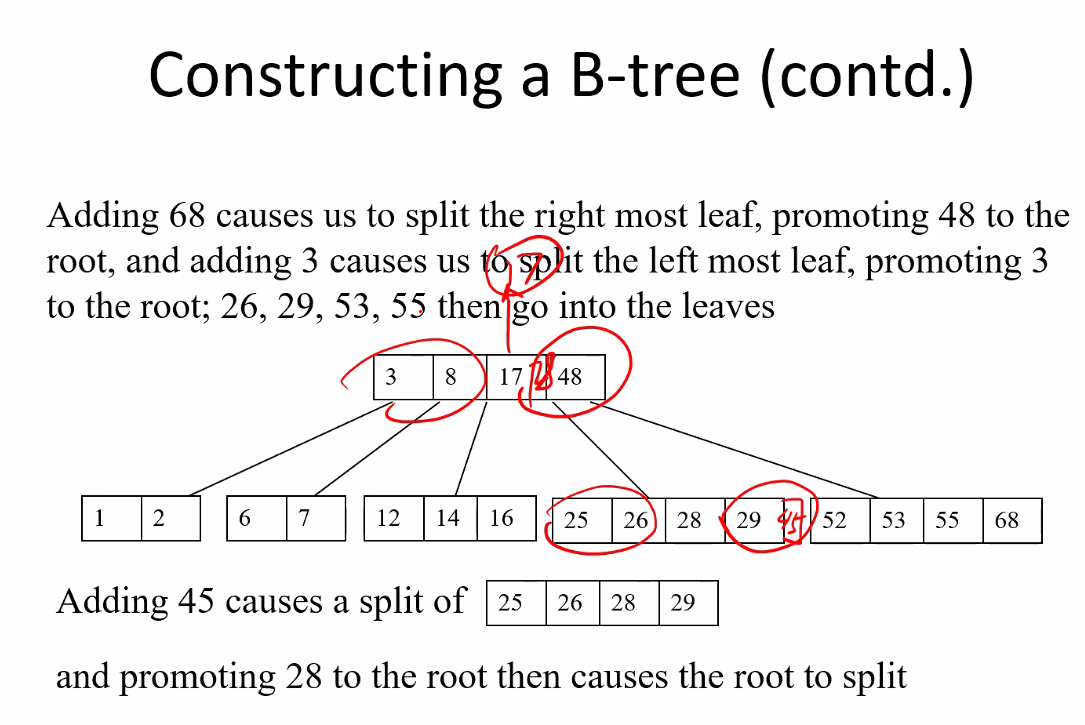 Constructing a B-tree (contd.)
Adding 68 causes us to split the right most leaf, promoting 48 to the
root, and adding 3 causes us to split the left most leaf, promoting 3
to the root; 26, 29, 53, 55 then go into the leaves
17
3 8 17 28 48
1 2 6 7 12 14 16 25 26 28 29 45 52 53 55 68
Adding 45 causes a split of 25 26 28 29
and promoting 28 to the root then causes the root to split